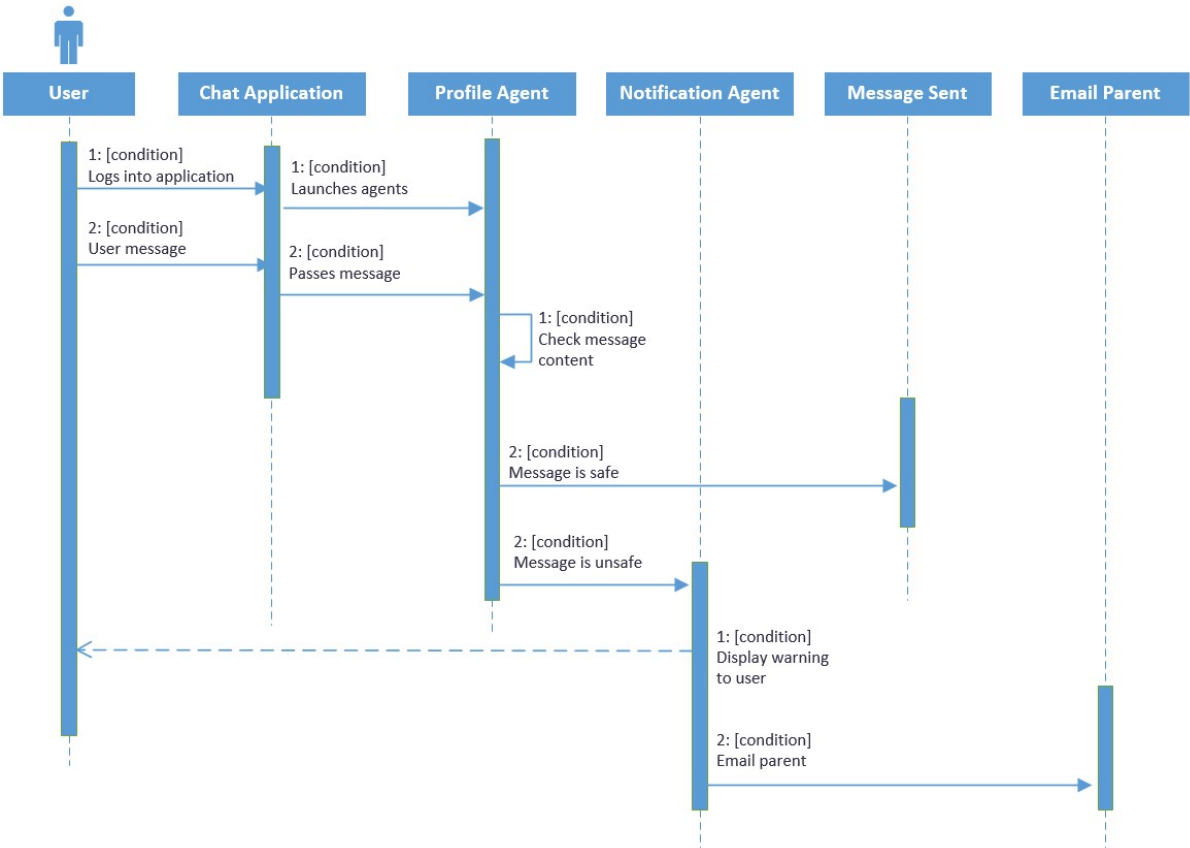 User
Chat Application
Profile Agent
Notification Agent
Message Sent
Email Parent
1: [condition]
Logs into application
1: [condition]
Launches agents
2: [condition]
User message
2: [condition]
Passes message
1: [condition]
Check message
content
2: [condition]
Message is safe
2: [condition]
Message is unsafe
1: [condition]
Display warning
to user
2: [condition]
Email parent